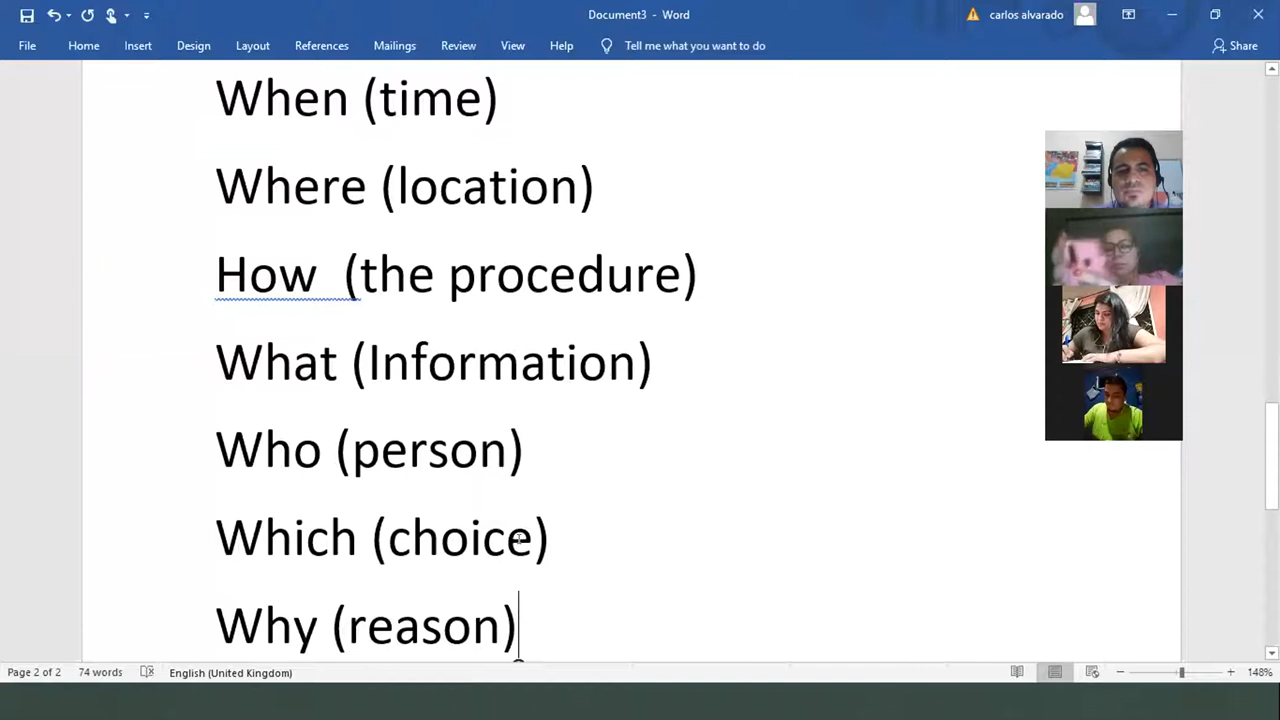 Document3 - Word
carlos alvarado
File Home Insert Design Layout References Mailings Review View Help Tell me what you want to do Share
When (time)
Where (location)
How  (the procedure)
What (Information)
Who (person)
Which (choice)
Why (reason)
Page 2 of 2 74 words English (United Kingdom) 148%